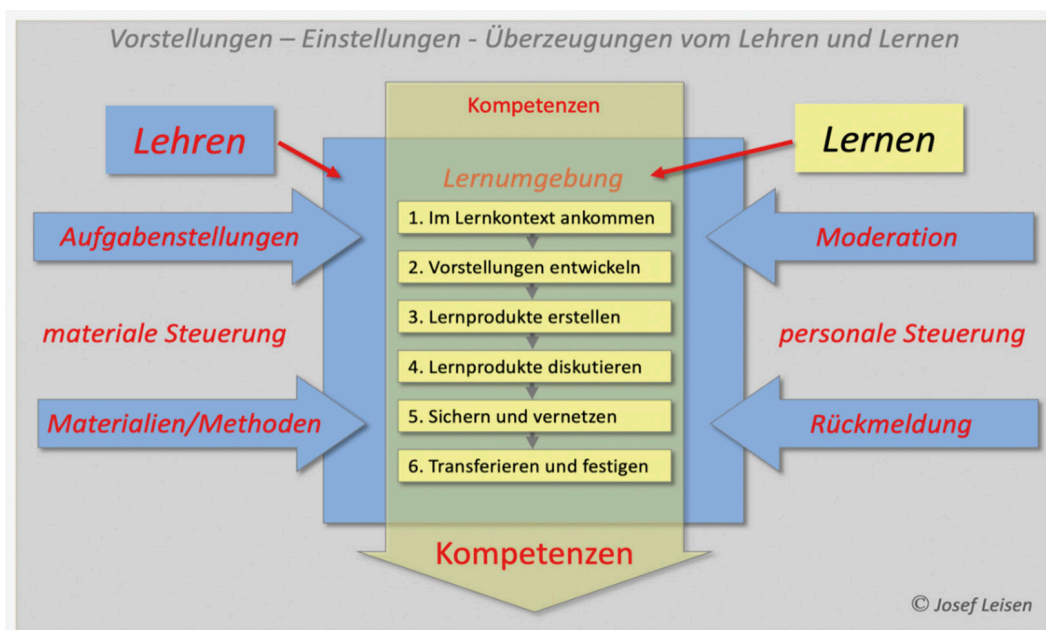 Vorstellungen – Einstellungen - Überzeugungen vom Lehren und Lernen
Kompetenzen
Lehren
Lernen
Lernumgebung
1. Im Lernkontext ankommen
Aufgabenstellungen
Moderation
2. Vorstellungen entwickeln
3. Lernprodukte erstellen
materiale Steuerung
personale Steuerung
4. Lernprodukte diskutieren
5. Sichern und vernetzen
Materialien/Methoden
Rückmeldung
6. Transferieren und festigen
Kompetenzen
© Josef Leisen